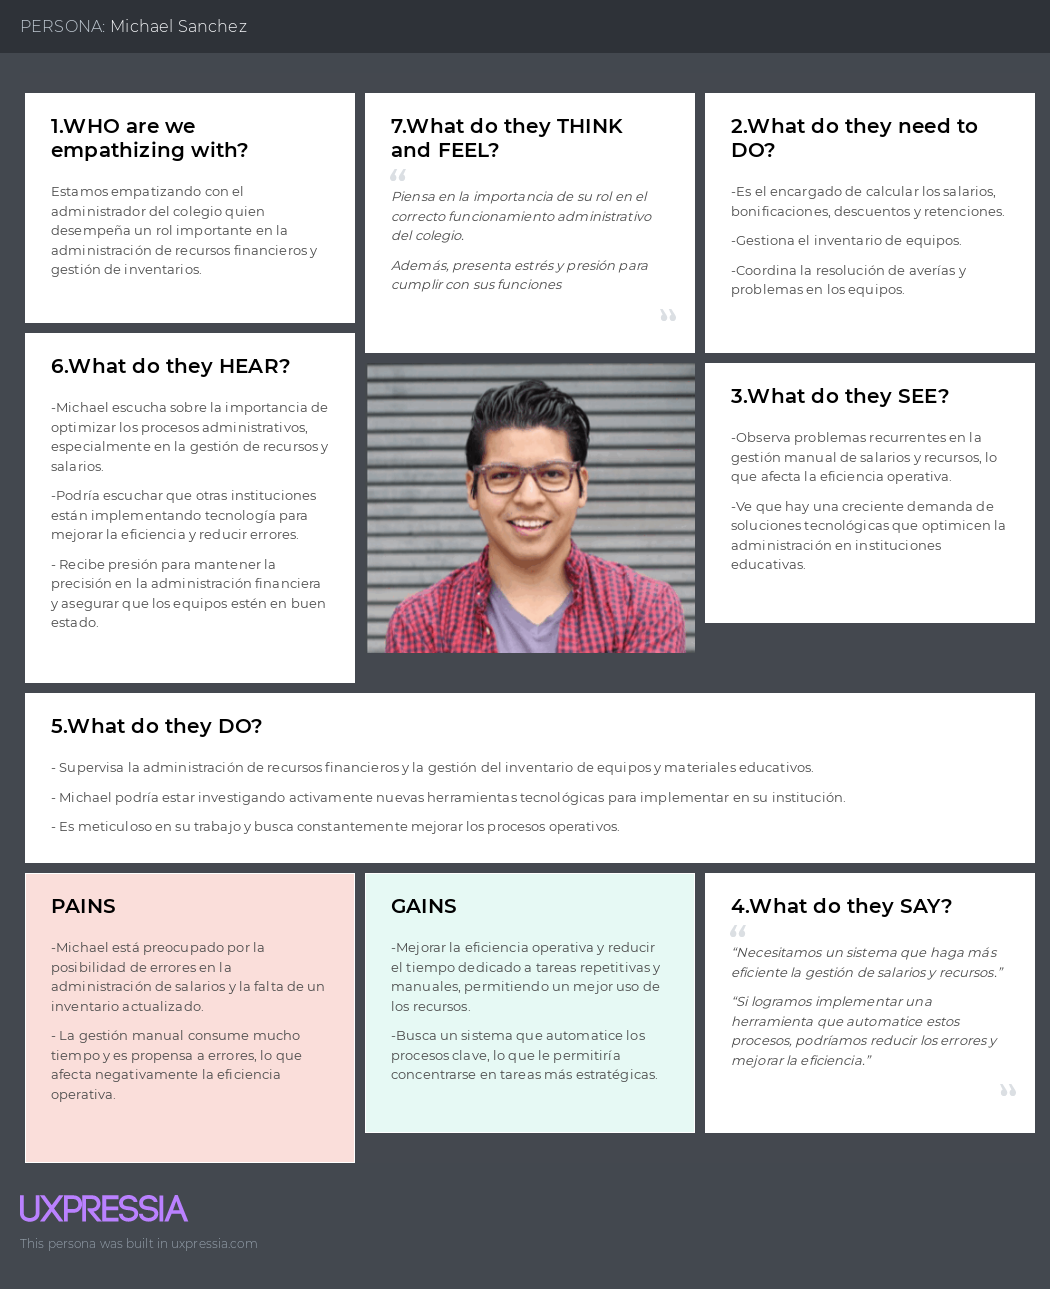 PERSONA: Michael Sanchez
1.WHO are we
empathizing with?
Estamos empatizando con el
administrador del colegio quien
desempeña un rol importante en la
administración de recursos financieros y
gestión de inventarios.
7.What do they THINK
and FEEL?
“
Piensa en la importancia de su rol en el
correcto funcionamiento administrativo
del colegio.
Además, presenta estrés y presión para
cumplir con sus funciones
”
2.What do they need to
DO?
-Es el encargado de calcular los salarios,
bonificaciones, descuentos y retenciones.
-Gestiona el inventario de equipos.
-Coordina la resolución de averías y
problemas en los equipos.
6.What do they HEAR?
-Michael escucha sobre la importancia de
optimizar los procesos administrativos,
especialmente en la gestión de recursos y
salarios.
-Podría escuchar que otras instituciones
están implementando tecnología para
mejorar la eficiencia y reducir errores.
- Recibe presión para mantener la
precisión en la administración financiera
y asegurar que los equipos estén en buen
estado.
3.What do they SEE?
-Observa problemas recurrentes en la
gestión manual de salarios y recursos, lo
que afecta la eficiencia operativa.
-Ve que hay una creciente demanda de
soluciones tecnológicas que optimicen la
administración en instituciones
educativas.
5.What do they DO?
- Supervisa la administración de recursos financieros y la gestión del inventario de equipos y materiales educativos.
- Michael podría estar investigando activamente nuevas herramientas tecnológicas para implementar en su institución.
- Es meticuloso en su trabajo y busca constantemente mejorar los procesos operativos.
PAINS
-Michael está preocupado por la
posibilidad de errores en la
administración de salarios y la falta de un
inventario actualizado.
- La gestión manual consume mucho
tiempo y es propensa a errores, lo que
afecta negativamente la eficiencia
operativa.
GAINS
-Mejorar la eficiencia operativa y reducir
el tiempo dedicado a tareas repetitivas y
manuales, permitiendo un mejor uso de
los recursos.
-Busca un sistema que automatice los
procesos clave, lo que le permitiría
concentrarse en tareas más estratégicas.
4.What do they SAY?
“
“Necesitamos un sistema que haga más
eficiente la gestión de salarios y recursos.”
“Si logramos implementar una
herramienta que automatice estos
procesos, podríamos reducir los errores y
mejorar la eficiencia.”
”
UXPRESSIA
This persona was built in uxpressia.com